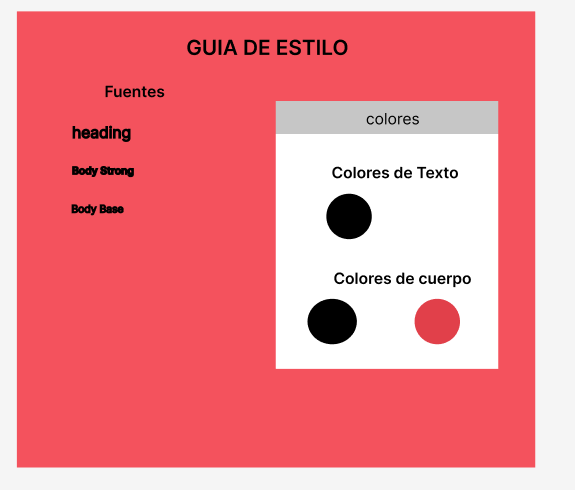 GUIA DE ESTILO
Fuentes
heading
Body Strong
Body Base
colores
Colores de Texto
Colores de cuerpo